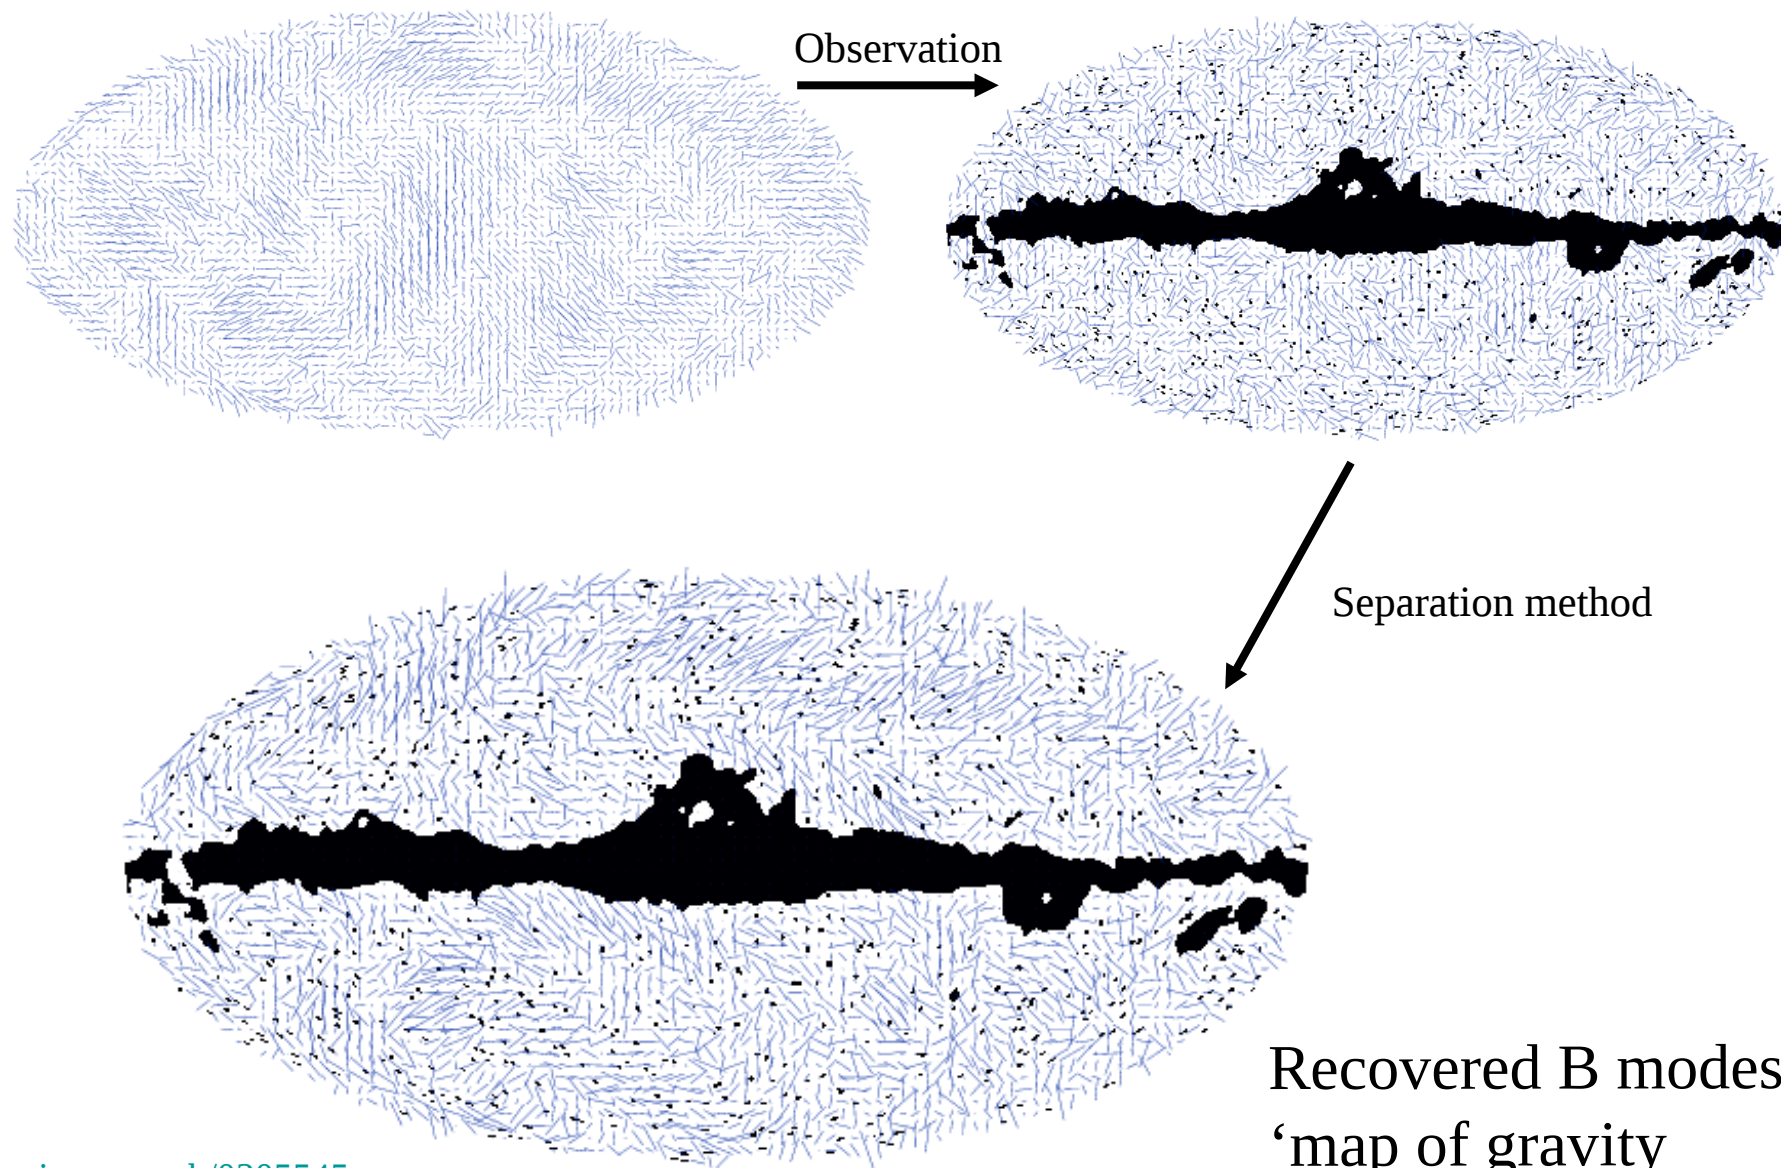 Observation
Separation method
Recovered B modes
‘map of gravity